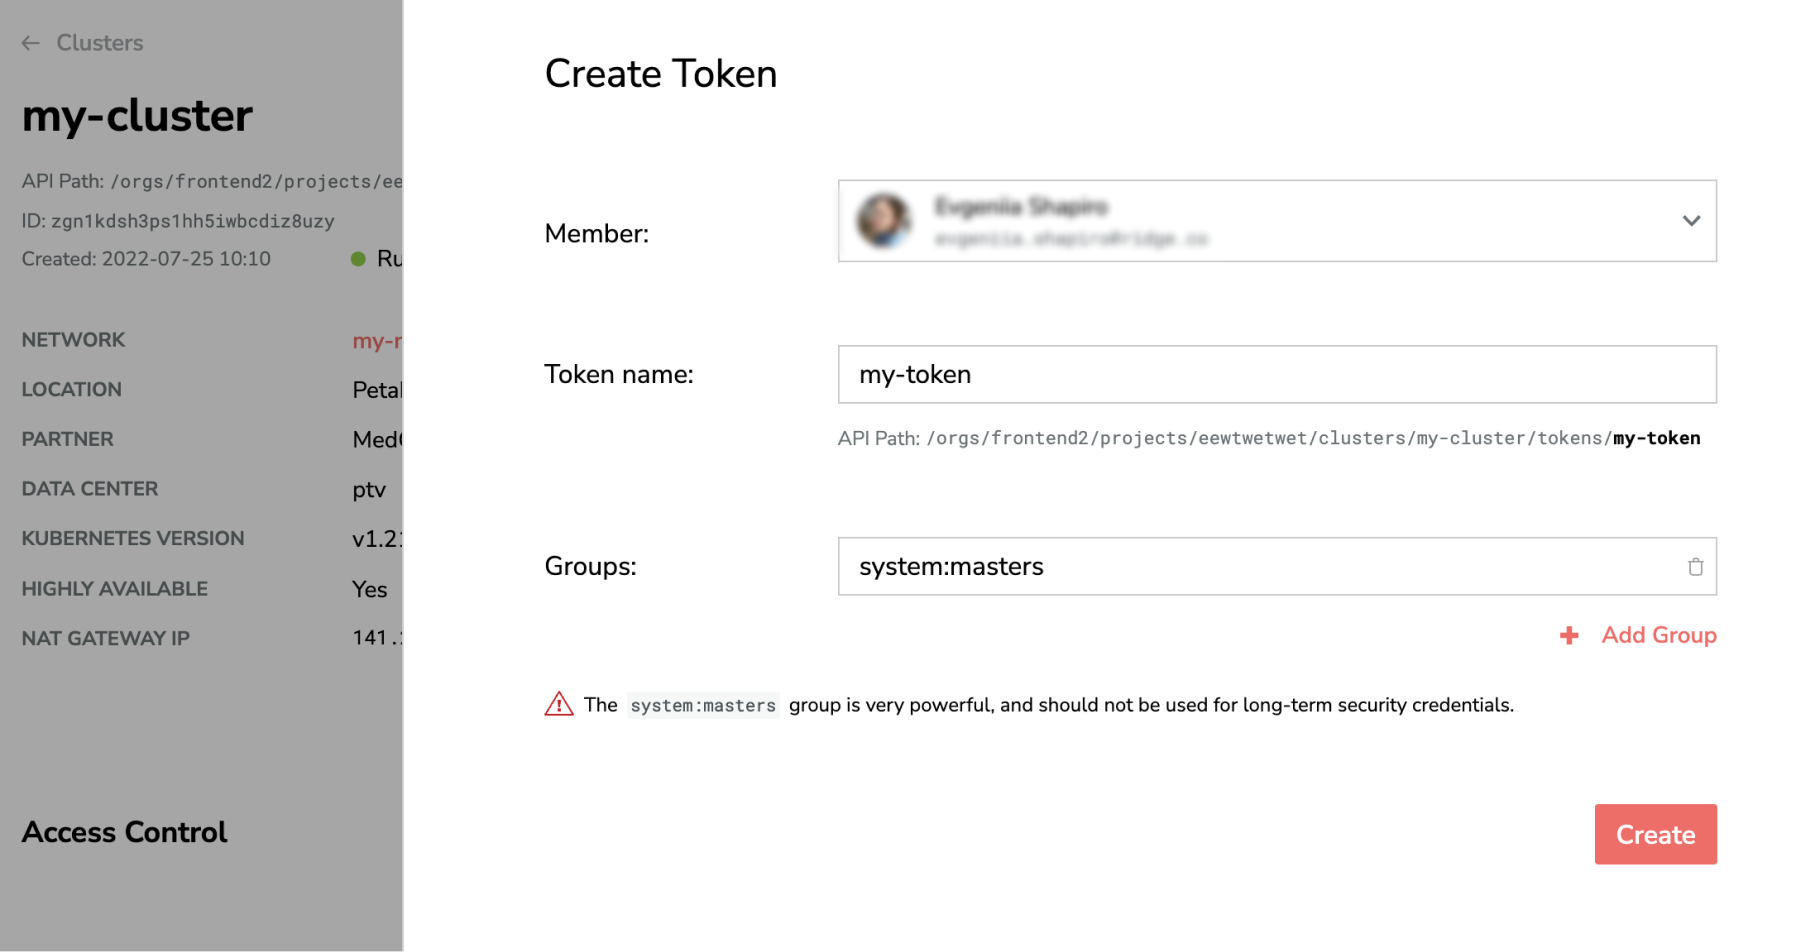 ← Clusters
my-cluster
API Path: /orgs/frontend2/projects/ee
ID: zgn1kdsh3ps1hh5iwbcdiz8uzy
Created: 2022-07-25 10:10 Ru
NETWORK my-r
LOCATION Petal
PARTNER Med
DATA CENTER ptv
KUBERNETES VERSION v1.21
HIGHLY AVAILABLE Yes
NAT GATEWAY IP 141.
Access Control
Create Token
Member:
Token name: my-token
API Path: /orgs/frontend2/projects/eewtwetwet/clusters/my-cluster/tokens/my-token
Groups: system:masters
+ Add Group
The system:masters group is very powerful, and should not be used for long-term security credentials.
Create